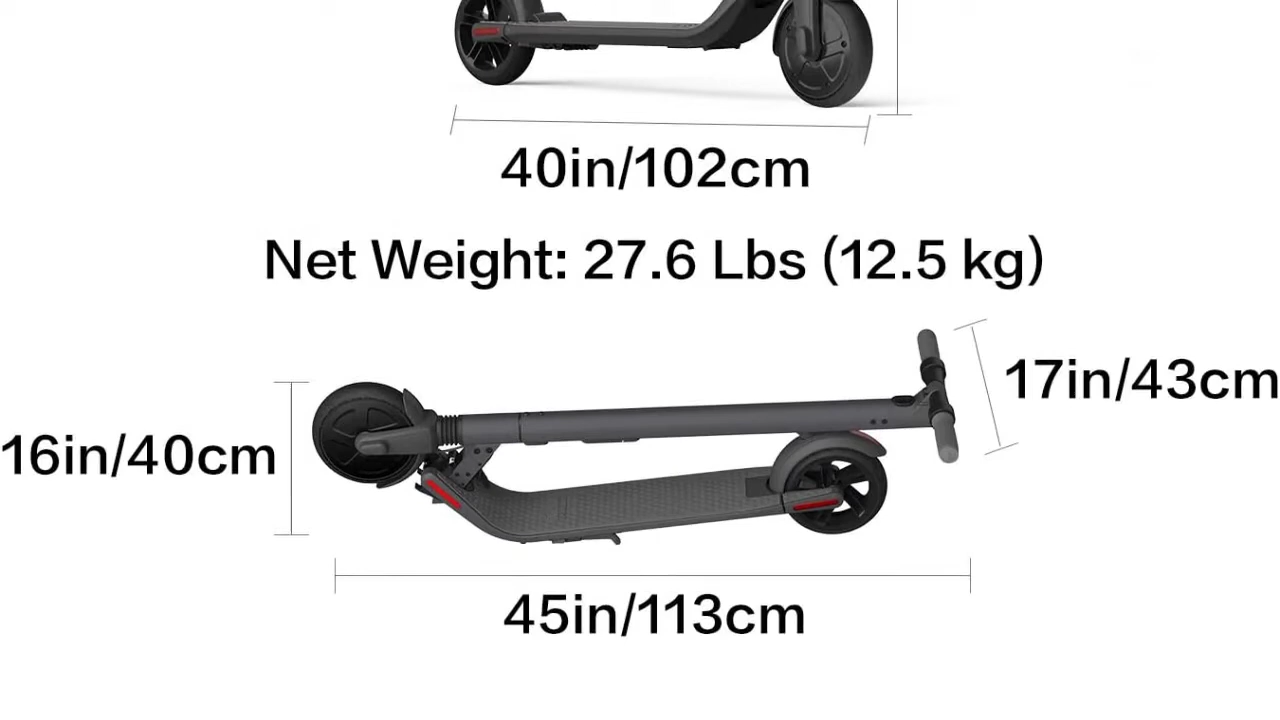 40in/102cm
Net Weight: 27.6 Lbs (12.5 kg)
17in/43cm
16in/40cm
45in/113cm